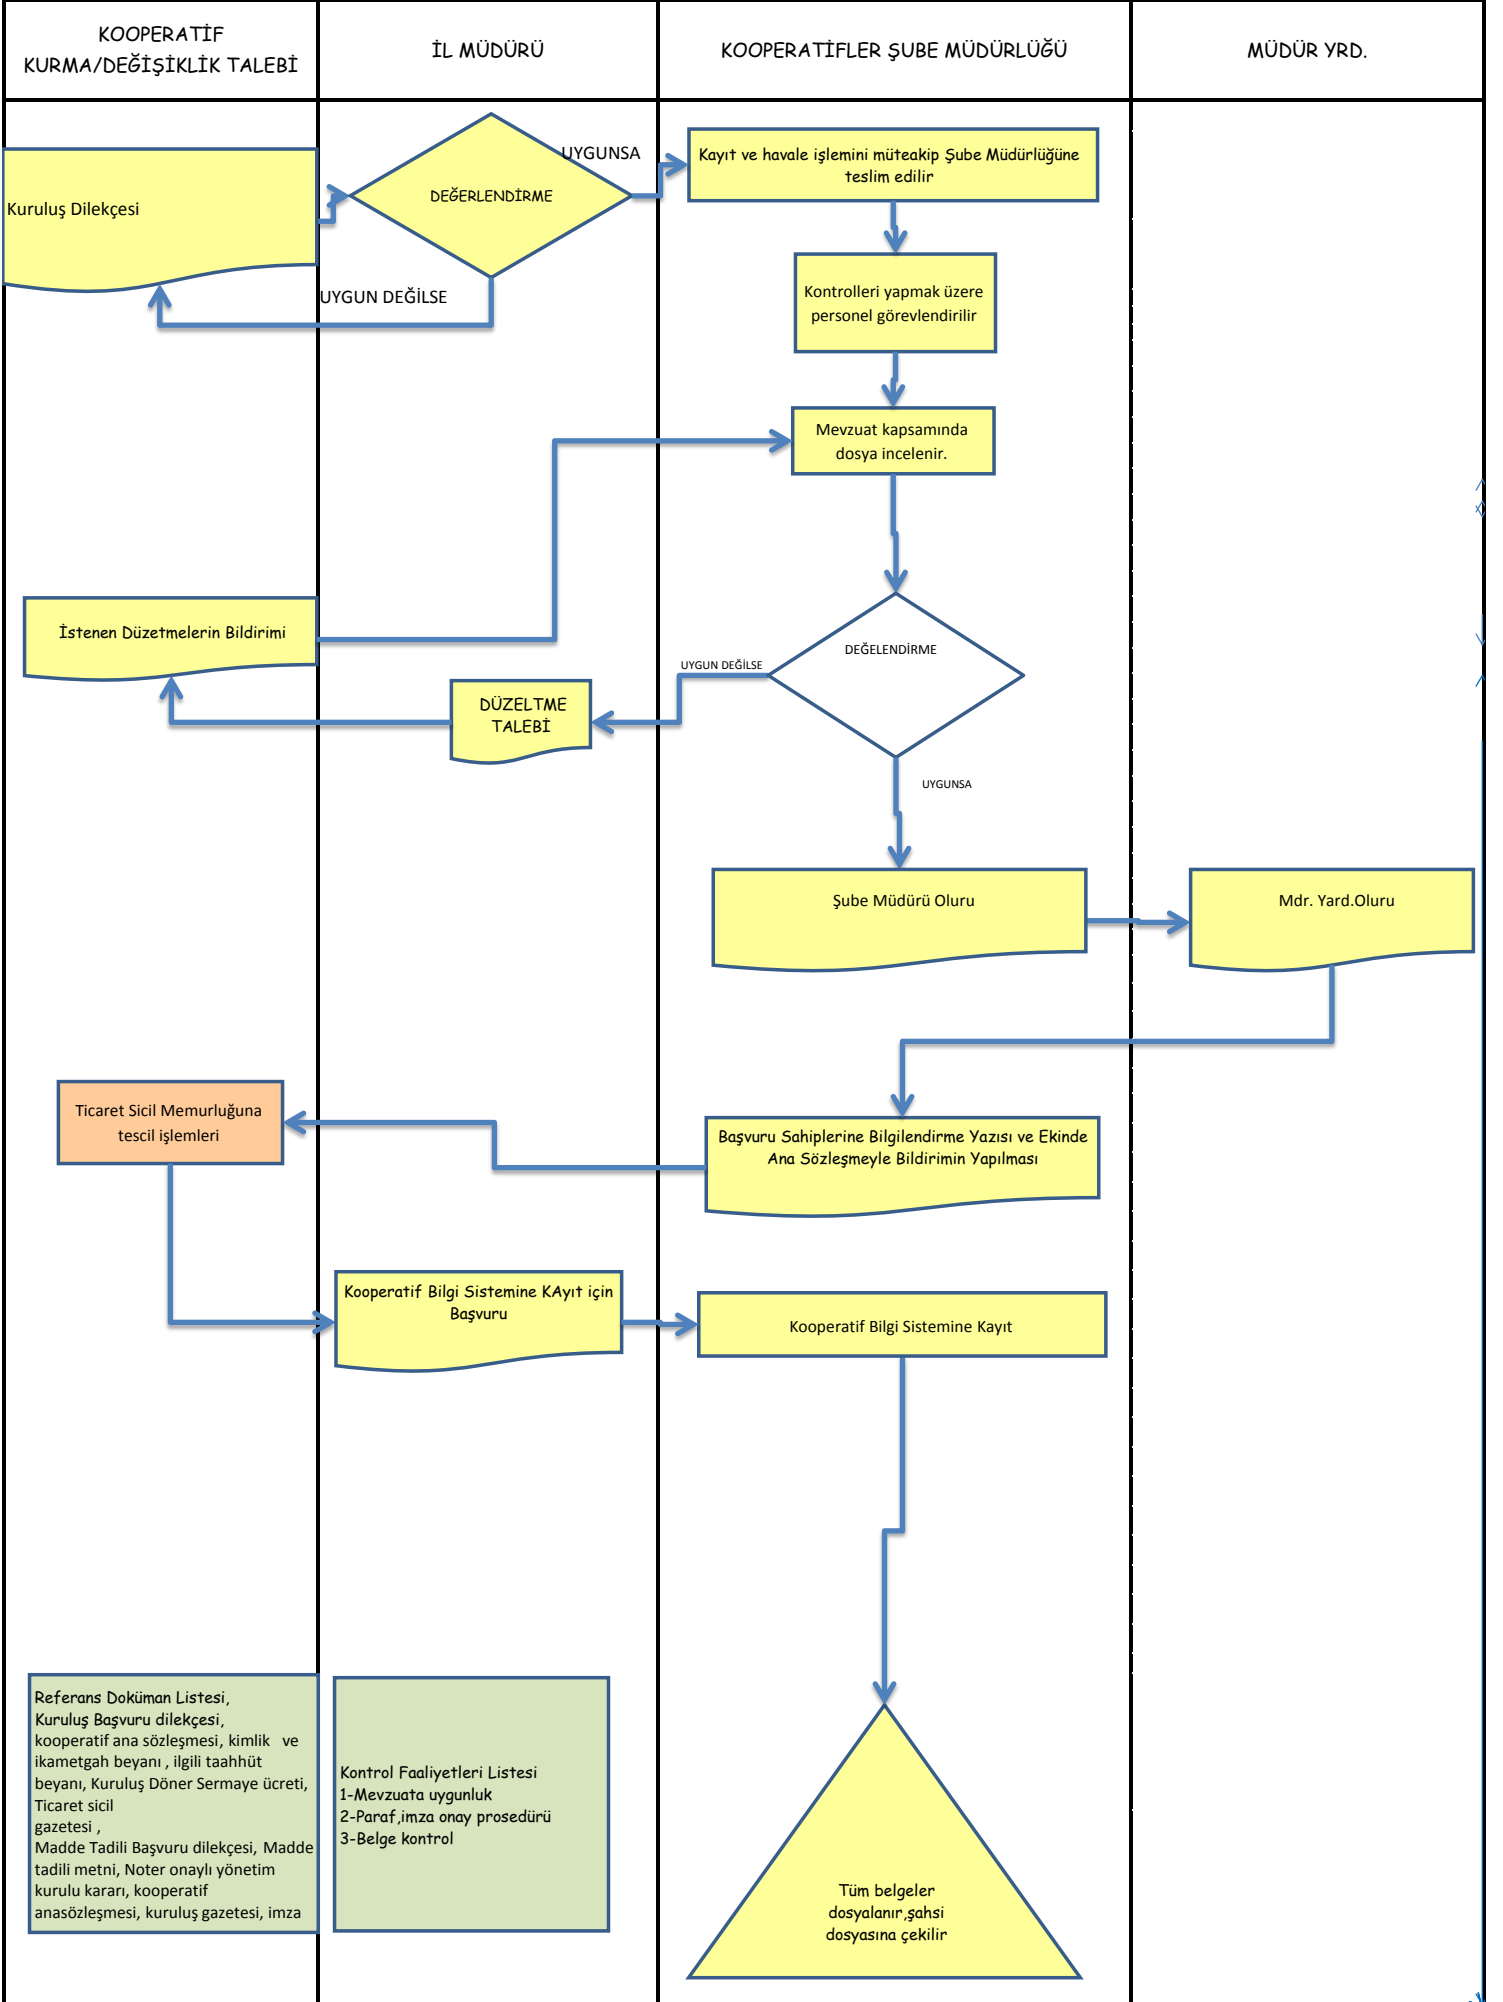 KOOPERATİF
KURMA/DEĞİŞİKLİK TALEBİ
İL MÜDÜRÜ
KOOPERATİFLER ŞUBE MÜDÜRLÜĞÜ
MÜDÜR YRD.
Kuruluş Dilekçesi
DEĞERLENDİRME
UYGUNSA
UYGUN DEĞİLSE
Kayıt ve havale işlemini müteakip Şube Müdürlüğüne
teslim edilir
Kontrolleri yapmak üzere
personel görevlendirilir
Mevzuat kapsamında
dosya incelenir.
İstenen Düzetmelerin Bildirimi
DEĞELENDİRME
UYGUN DEĞİLSE
DÜZELTME
TALEBİ
UYGUNSA
Şube Müdürü Oluru
Mdr. Yard.Oluru
Ticaret Sicil Memurluğuna
tescil işlemleri
Başvuru Sahiplerine Bilgilendirme Yazısı ve Ekinde
Ana Sözleşmeyle Bildirimin Yapılması
Kooperatif Bilgi Sistemine KAyıt için
Başvuru
Kooperatif Bilgi Sistemine Kayıt
Referans Doküman Listesi,
Kuruluş Başvuru dilekçesi,
kooperatif ana sözleşmesi, kimlik ve
ikametgah beyanı , ilgili taahhüt
beyanı, Kuruluş Döner Sermaye ücreti,
Ticaret sicil
gazetesi ,
Madde Tadili Başvuru dilekçesi, Madde
tadili metni, Noter onaylı yönetim
kurulu kararı, kooperatif
anasözleşmesi, kuruluş gazetesi, imza
Kontrol Faaliyetleri Listesi
1-Mevzuata uygunluk
2-Paraf,imza onay prosedürü
3-Belge kontrol
Tüm belgeler
dosyalanır,şahsi
dosyasına çekilir